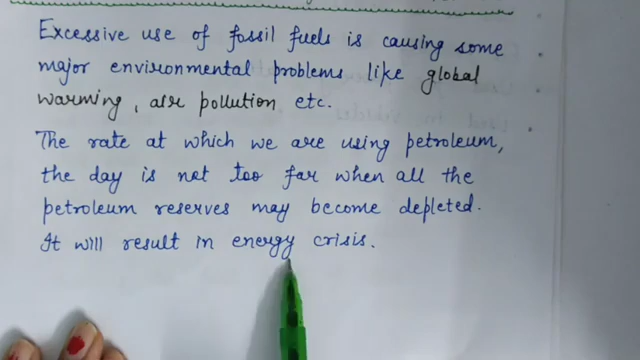 Excessive use of fossil fuels is causing some
major environmental problems like global
warming, air pollution etc.
The rate at which we are using petroleum,
the day is not too far when all the
petroleum reserves may become depleted.
It will result in energy crisis.